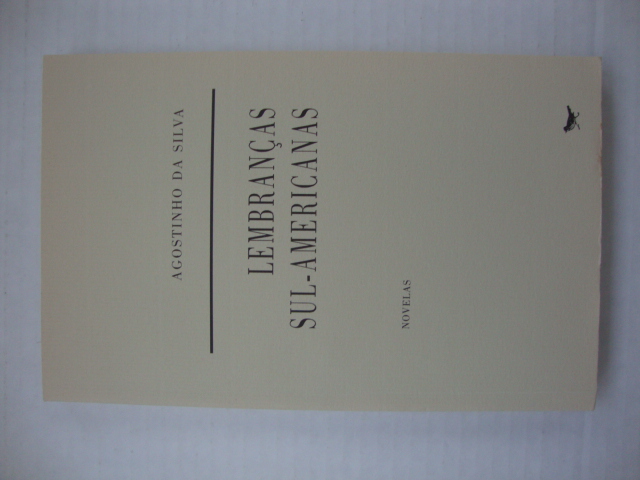 AGOSTINHO DA SILVA
LEMBRANÇAS
SUL-AMERICANAS
NOVELAS